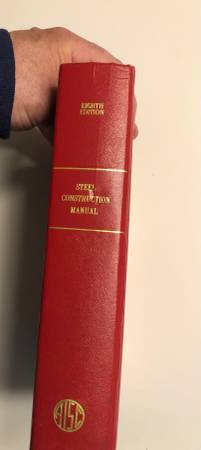 EIGHTH
EDITION
STEEL
CONSTRUCTION
MANUAL
AISC